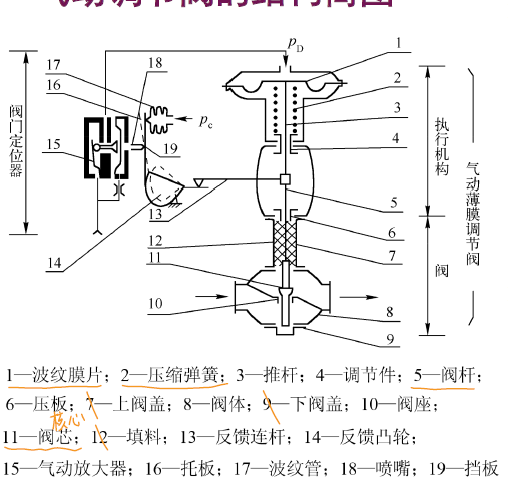 气动调节阀的结构简图
17
18
p_D
1
16
2
p_c
3
阀门定位器
15
19
4
执行机构
气动薄膜调节阀
13
5
14
12
6
11
7
阀
10
8
9
1—波纹膜片；2—压缩弹簧；3—推杆；4—调节件；5—阀杆；
6—压板；7—上阀盖；8—阀体；9—下阀盖；10—阀座；
核心
11—阀芯；12—填料；13—反馈连杆；14—反馈凸轮；
15—气动放大器；16—托板；17—波纹管；18—喷嘴；19—挡板